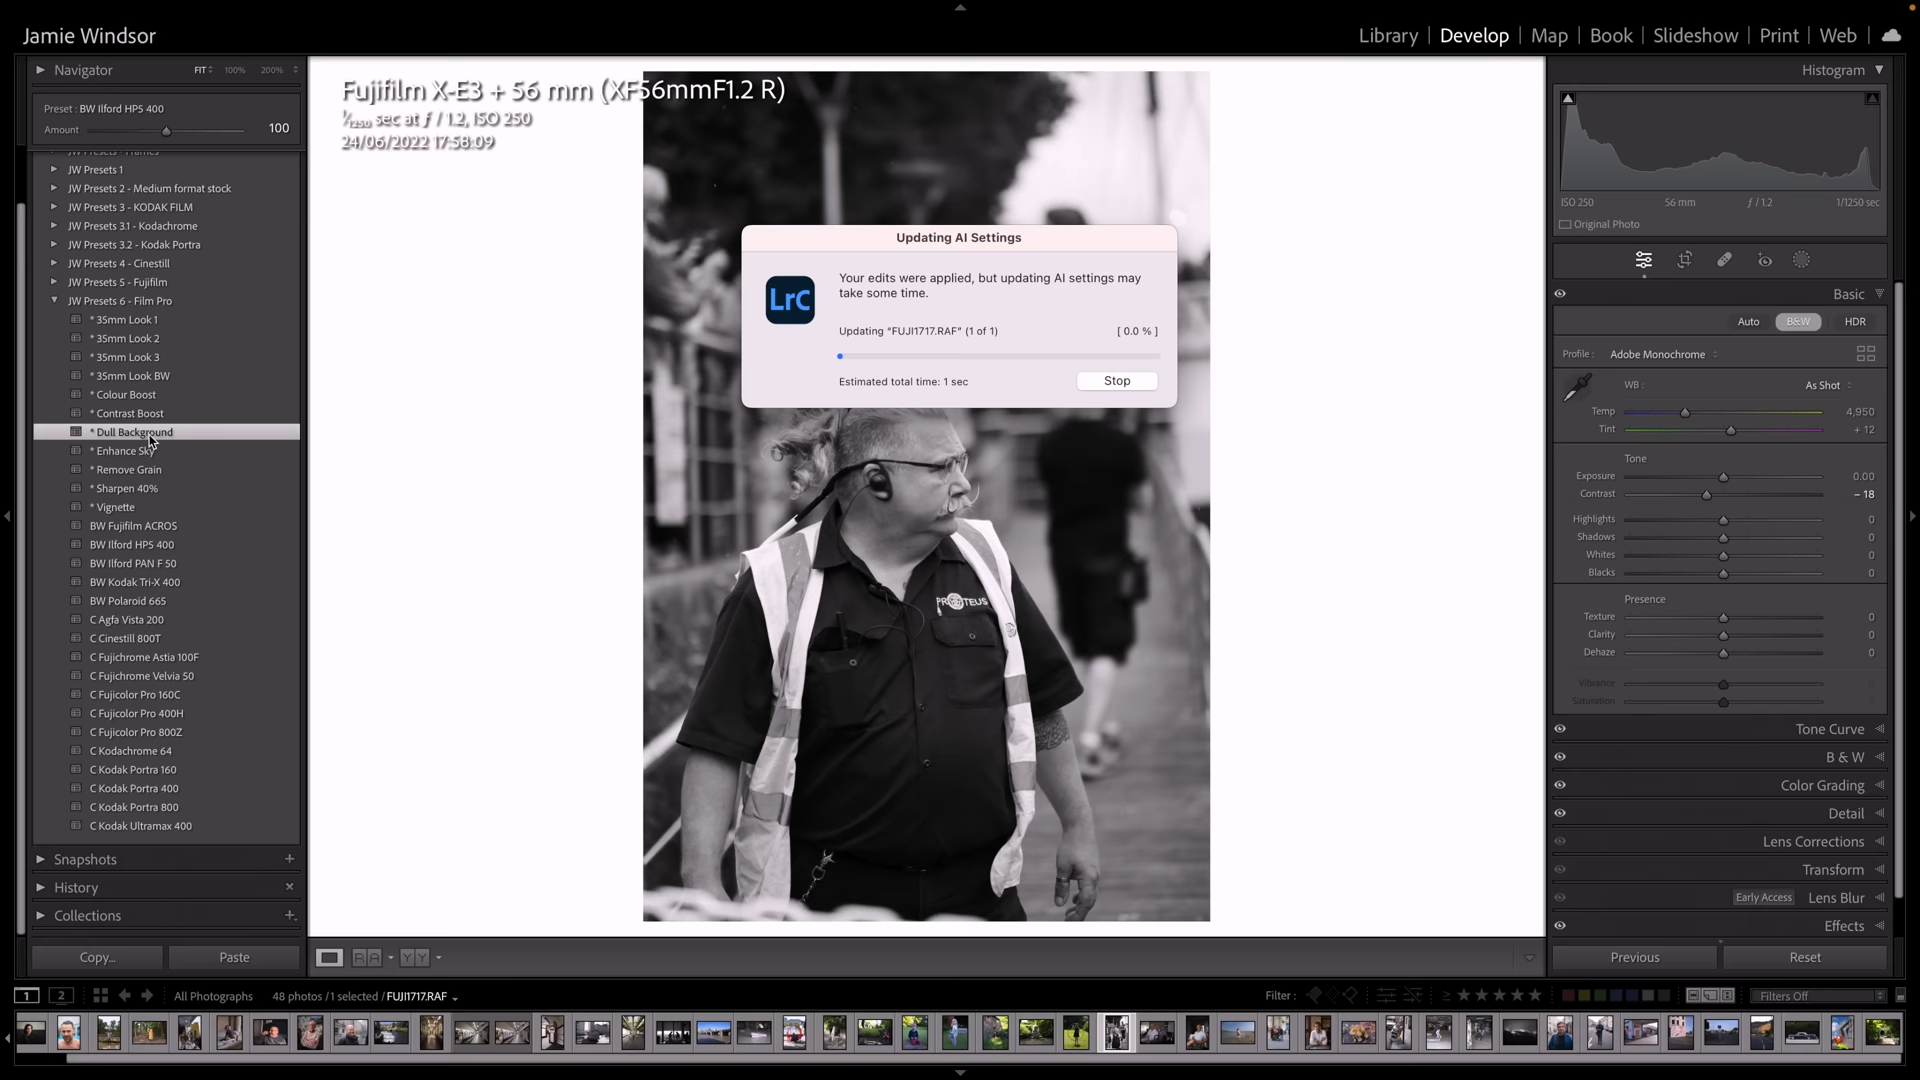 Jamie Windsor
Library | Develop | Map | Book | Slideshow | Print | Web
Navigator
FIT 100% 200%
Preset : BW Ilford HP5 400
Amount 100
JW Presets - Frames
JW Presets 1
JW Presets 2 - Medium format stock
JW Presets 3 - KODAK FILM
JW Presets 3.1 - Kodachrome
JW Presets 3.2 - Kodak Portra
JW Presets 4 - Cinestill
JW Presets 5 - Fujifilm
JW Presets 6 - Film Pro
* 35mm Look 1
* 35mm Look 2
* 35mm Look 3
* 35mm Look BW
* Colour Boost
* Contrast Boost
* Dull Background
* Enhance Sky
* Remove Grain
* Sharpen 40%
* Vignette
BW Fujifilm ACROS
BW Ilford HP5 400
BW Ilford PAN F 50
BW Kodak Tri-X 400
BW Polaroid 665
C Agfa Vista 200
C Cinestill 800T
C Fujichrome Astia 100F
C Fujichrome Velvia 50
C Fujicolor Pro 160C
C Fujicolor Pro 400H
C Fujicolor Pro 800Z
C Kodachrome 64
C Kodak Portra 160
C Kodak Portra 400
C Kodak Portra 800
C Kodak Ultramax 400
Snapshots
History
Collections
Copy...
Paste
Fujifilm X-E3 + 56 mm (XF56mmF1.2 R)
1/1250 sec at ƒ / 1.2, ISO 250
24/06/2022 17:58:09
Updating AI Settings
LrC
Your edits were applied, but updating AI settings may
take some time.
Updating “FUJI1717.RAF” (1 of 1) [ 0.0 % ]
Estimated total time: 1 sec
Stop
PROTEUS
Histogram
ISO 250 56 mm ƒ / 1.2 1/1250 sec
Original Photo
Basic
Auto B&W HDR
Profile : Adobe Monochrome
WB : As Shot
Temp 4,950
Tint + 12
Tone
Exposure 0.00
Contrast – 18
Highlights 0
Shadows 0
Whites 0
Blacks 0
Presence
Texture 0
Clarity 0
Dehaze 0
Vibrance
Saturation
Tone Curve
B & W
Color Grading
Detail
Lens Corrections
Transform
Early Access Lens Blur
Effects
Previous
Reset
1 2 All Photographs 48 photos /1 selected /FUJI1717.RAF
Filter : ≥ ★★★★★ Filters Off